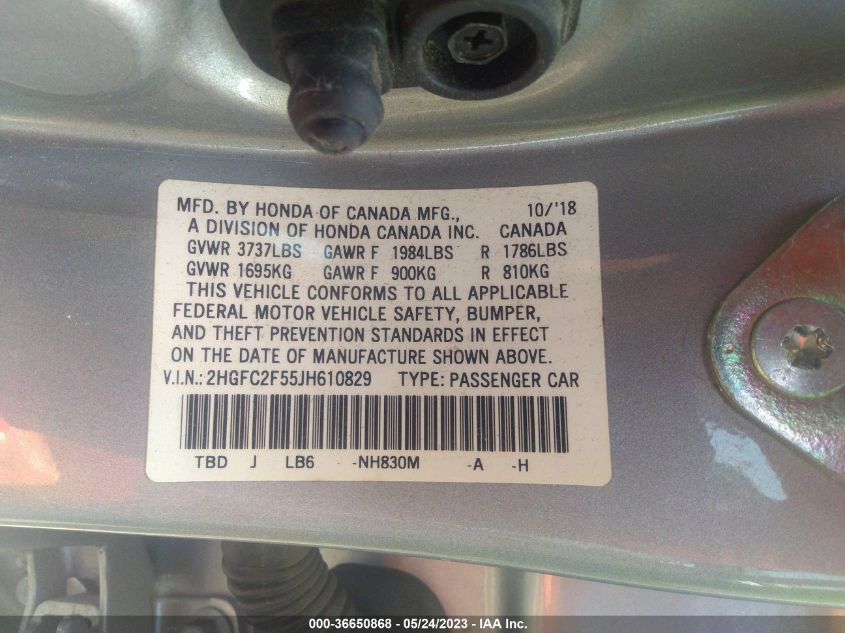 MFD. BY HONDA OF CANADA MFG., 10/'18
A DIVISION OF HONDA CANADA INC. CANADA
GVWR 3737LBS GAWR F 1984LBS R 1786LBS
GVWR 1695KG GAWR F 900KG R 810KG
THIS VEHICLE CONFORMS TO ALL APPLICABLE
FEDERAL MOTOR VEHICLE SAFETY, BUMPER,
AND THEFT PREVENTION STANDARDS IN EFFECT
ON THE DATE OF MANUFACTURE SHOWN ABOVE.
V.I.N.: 2HGFC2F55JH610829 TYPE: PASSENGER CAR
TBD J LB6 -NH830M -A -H
000-36650868 - 05/24/2023 - IAA Inc.